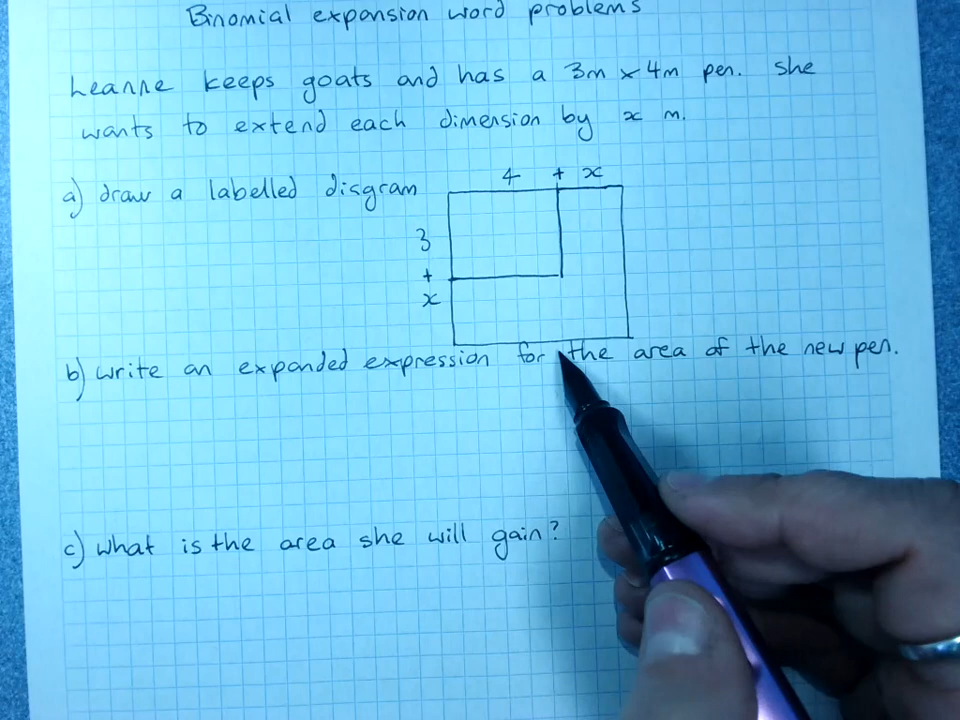 Binomial expansion word problems
Leanne keeps goats and has a 3m × 4m pen. She
wants to extend each dimension by x m.
a) draw a labelled disgram
4 + x
3
+
x
b) write an expanded expression for the area of the new pen.
c) what is the area she will gain?